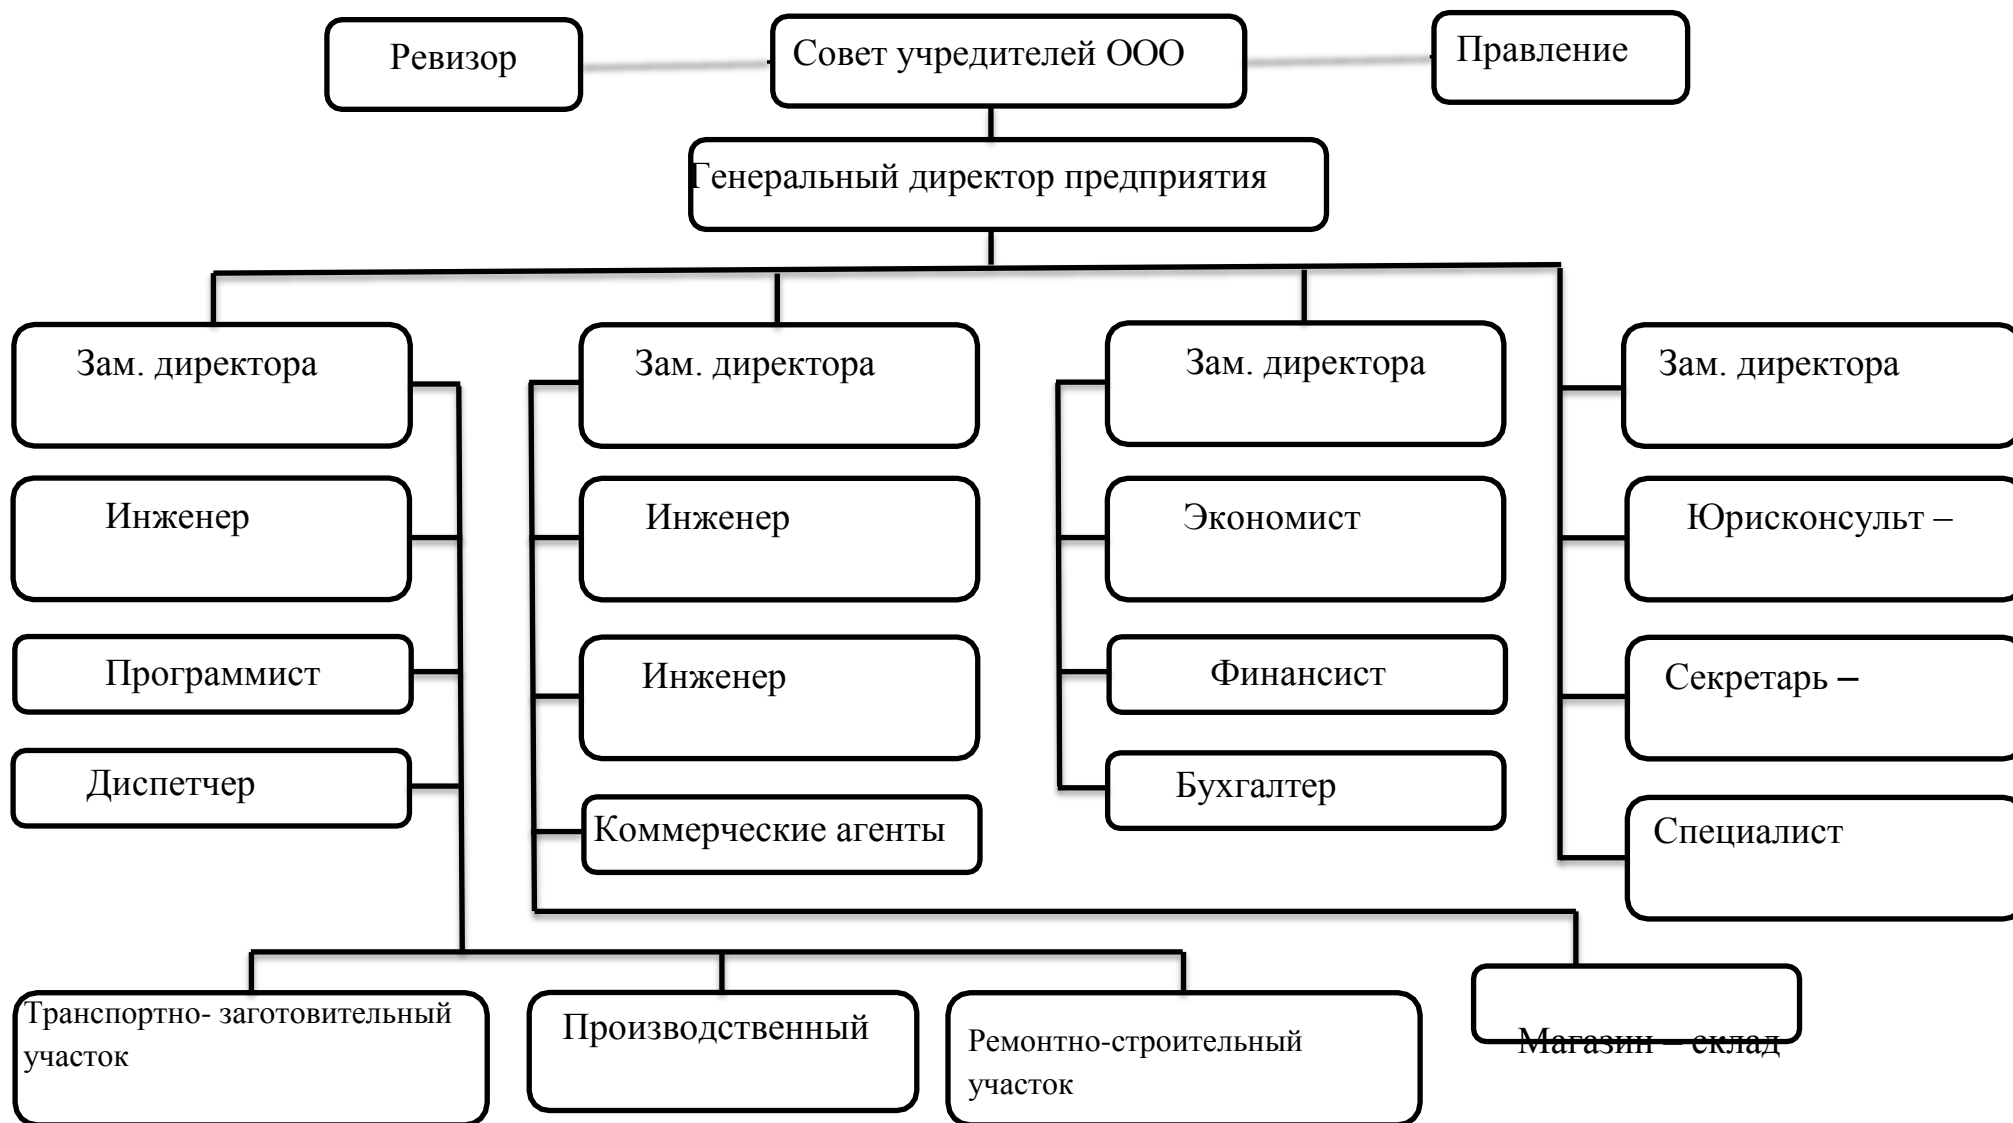 Ревизор
Совет учредителей ООО
Правление
Генеральный директор предприятия
Зам. директора
Зам. директора
Зам. директора
Зам. директора
Инженер
Инженер
Экономист
Юрисконсульт –
Программист
Инженер
Финансист
Секретарь –
Диспетчер
Коммерческие агенты
Бухгалтер
Специалист
Транспортно- заготовительный
участок
Производственный
Ремонтно-строительный
участок
Магазин – склад